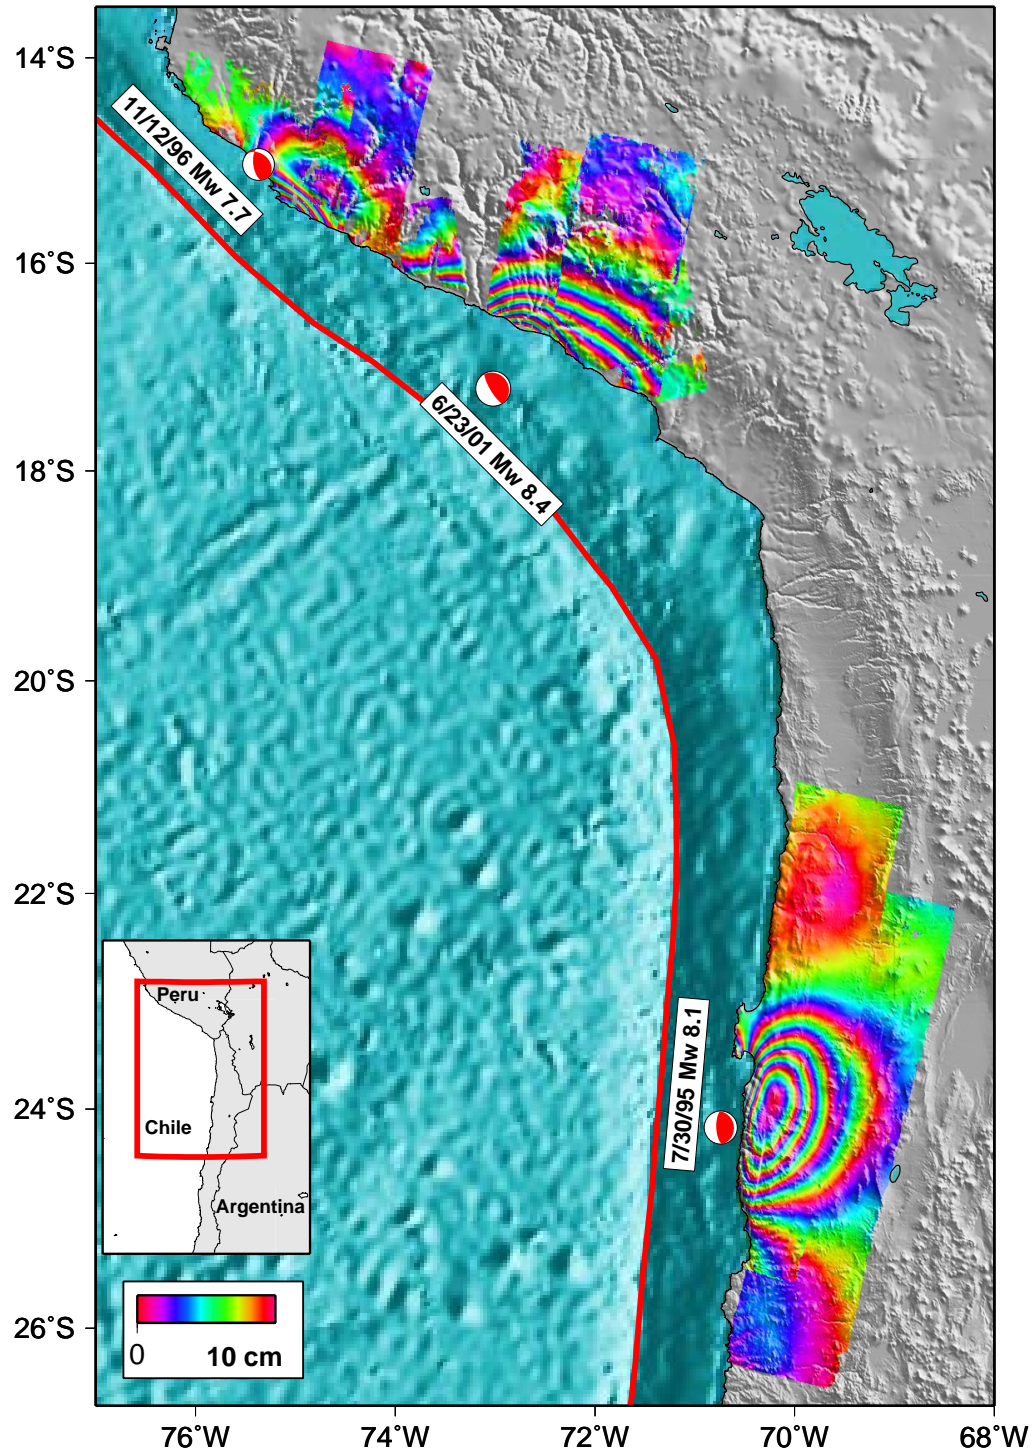 14°S
16°S
18°S
20°S
22°S
24°S
26°S
11/12/96 Mw 7.7
6/23/01 Mw 8.4
7/30/95 Mw 8.1
Peru
Chile
Argentina
0 10 cm
76°W 74°W 72°W 70°W 68°W